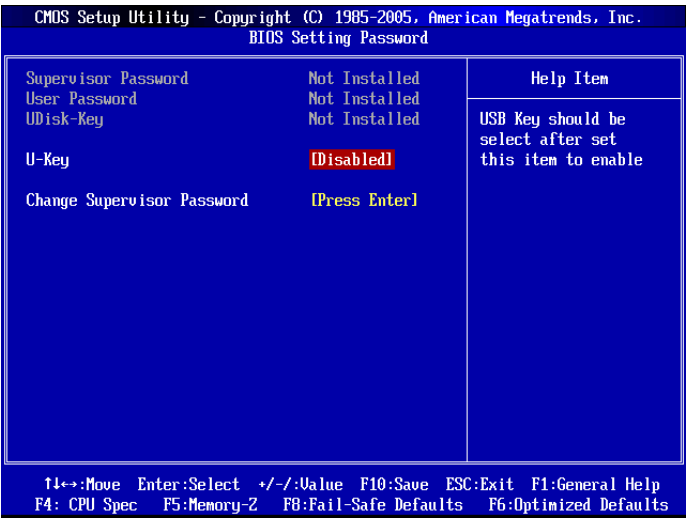 CMOS Setup Utility - Copyright (C) 1985-2005, American Megatrends, Inc.
BIOS Setting Password
Supervisor Password Not Installed
User Password Not Installed
UDisk-Key Not Installed
U-Key [Disabled]
Change Supervisor Password [Press Enter]
Help Item
USB Key should be
select after set
this item to enable
↑↓↔:Move Enter:Select +/-/:Value F10:Save ESC:Exit F1:General Help
F4: CPU Spec F5:Memory-Z F8:Fail-Safe Defaults F6:Optimized Defaults